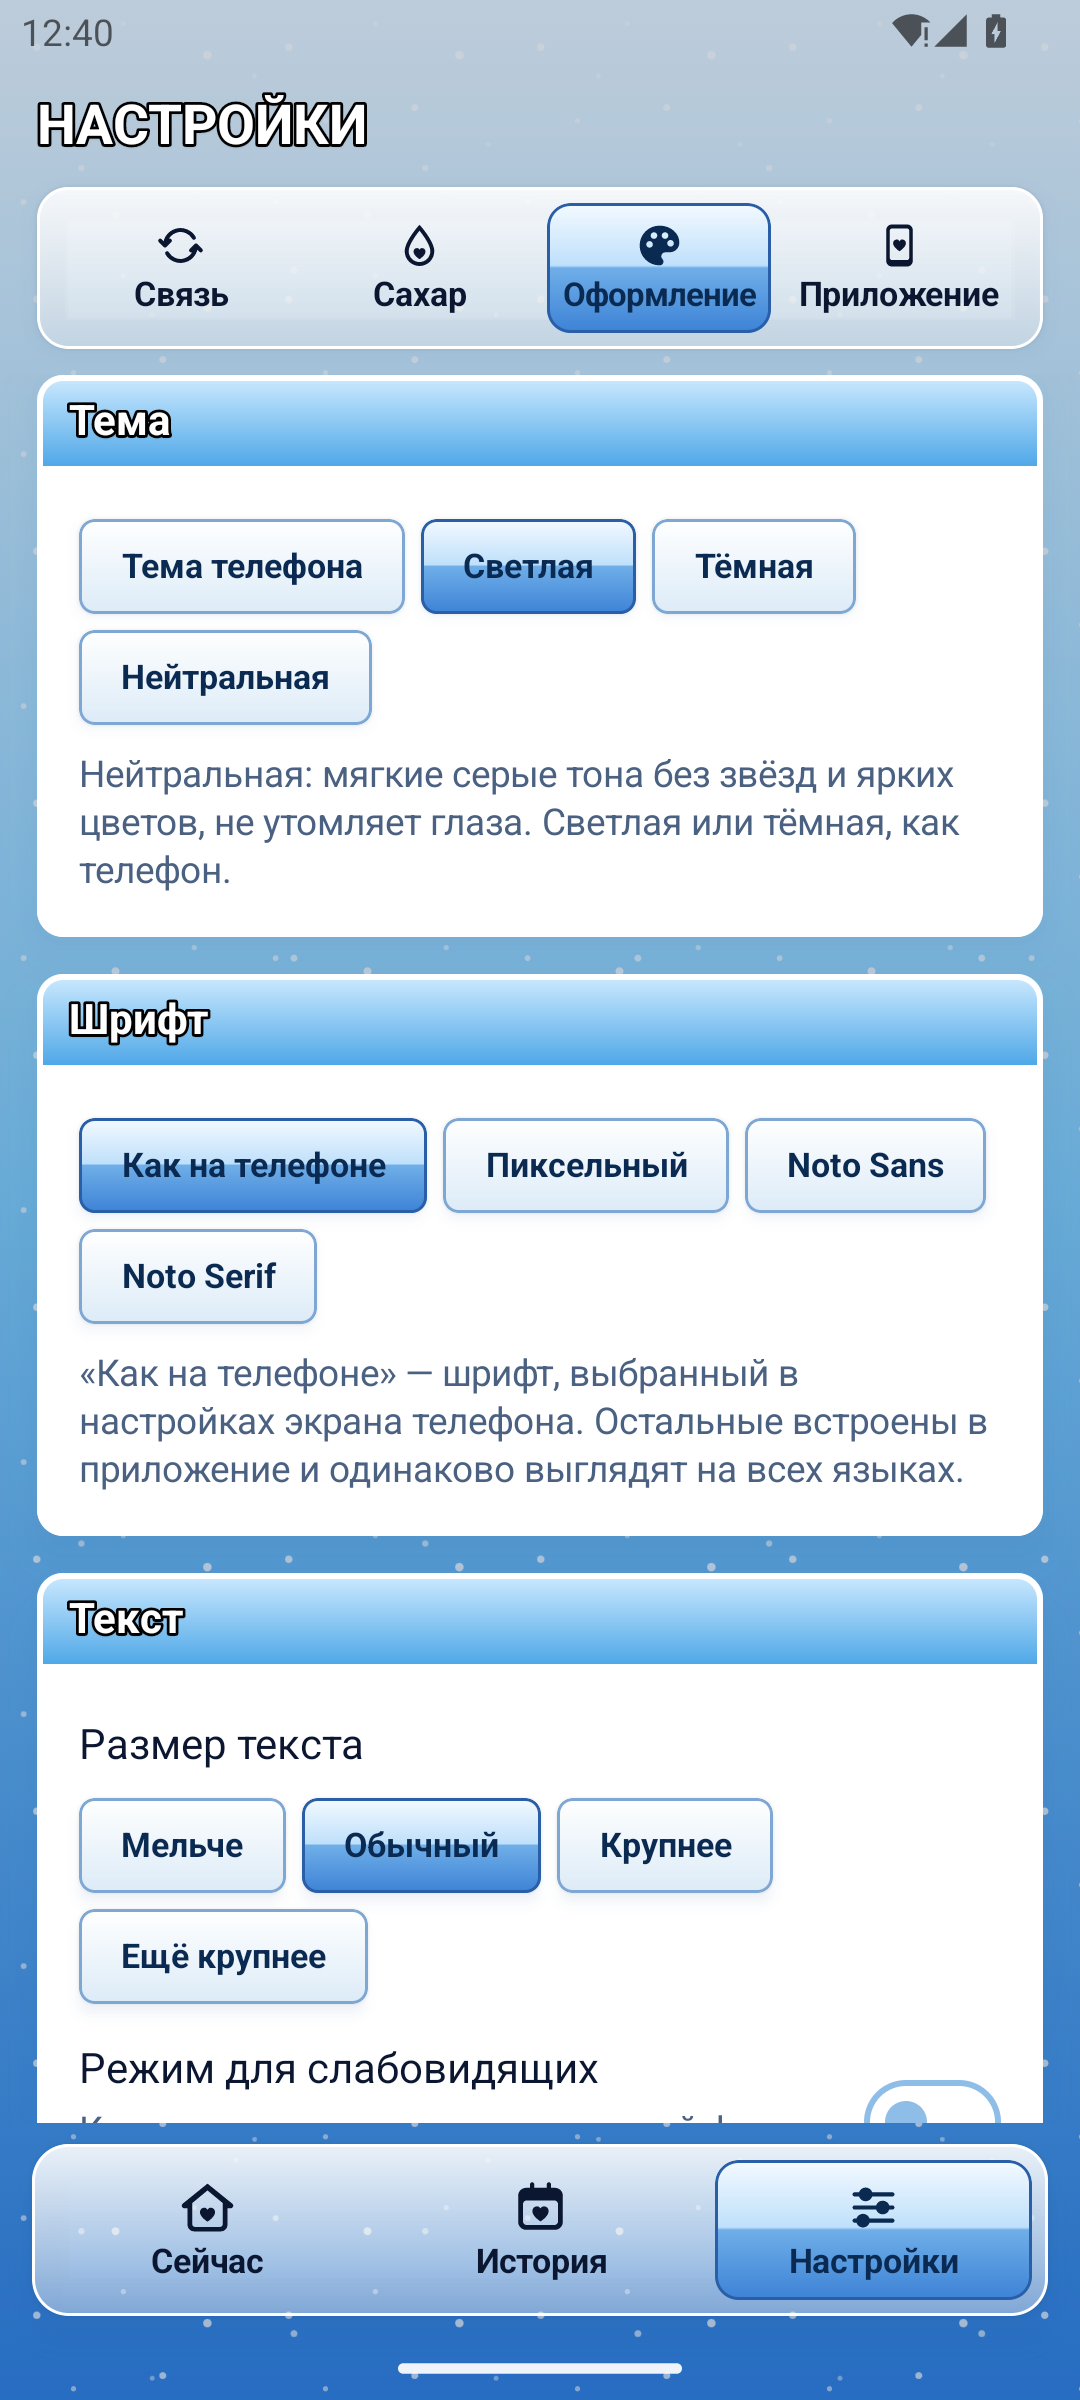 12:40
НАСТРОЙКИ
Связь
Сахар
Оформление
Приложение
Тема
Тема телефона
Светлая
Тёмная
Нейтральная
Нейтральная: мягкие серые тона без звёзд и ярких
цветов, не утомляет глаза. Светлая или тёмная, как
телефон.
Шрифт
Как на телефоне
Пиксельный
Noto Sans
Noto Serif
«Как на телефоне» — шрифт, выбранный в
настройках экрана телефона. Остальные встроены в
приложение и одинаково выглядят на всех языках.
Текст
Размер текста
Мельче
Обычный
Крупнее
Ещё крупнее
Режим для слабовидящих
Сейчас
История
Настройки